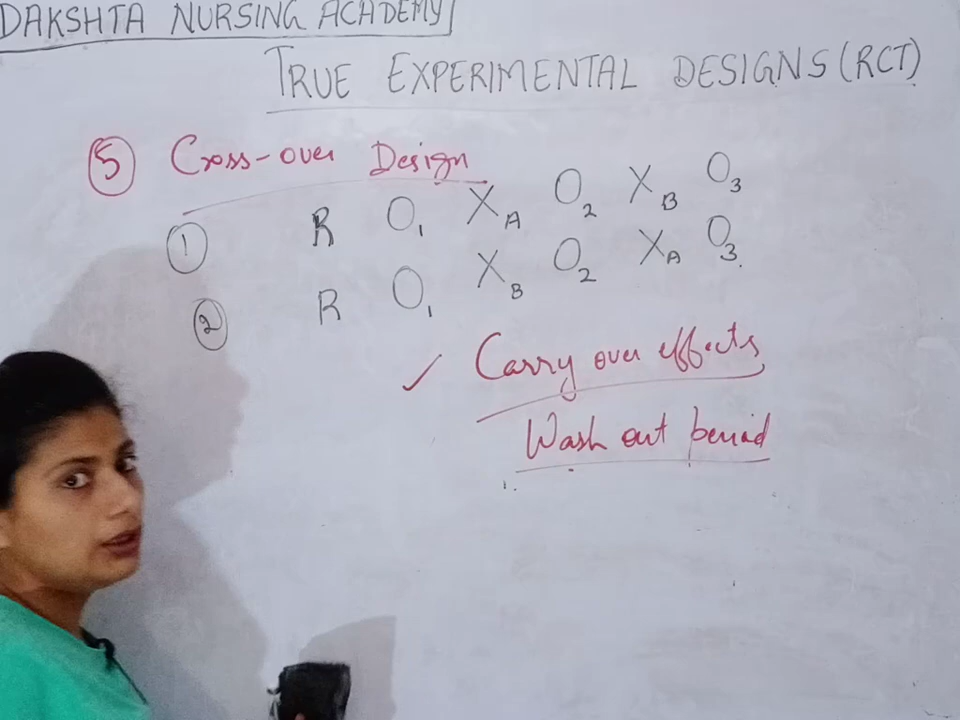 DAKSHTA NURSING ACADEMY
TRUE EXPERIMENTAL DESIGNS (RCT)
5 Cross-over Design
1 R O1 XA O2 XB O3
2 R O1 XB O2 XA O3
✓ Carry over effects
Wash out period